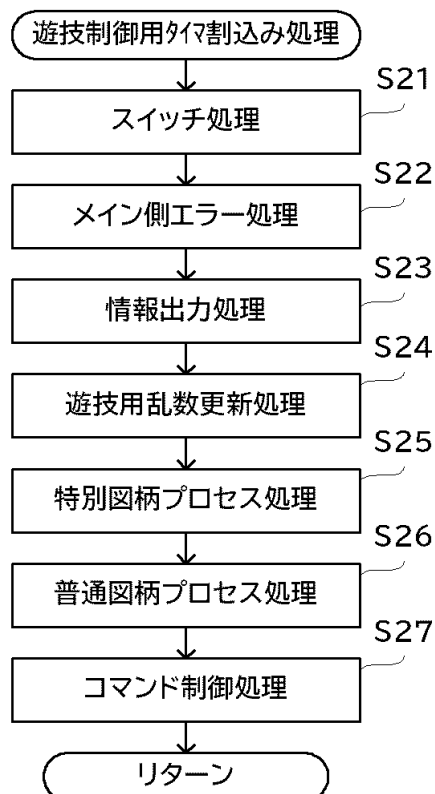 遊技制御用ﾀｲﾏ割込み処理
S21
スイッチ処理
S22
メイン側エラー処理
S23
情報出力処理
S24
遊技用乱数更新処理
S25
特別図柄プロセス処理
S26
普通図柄プロセス処理
S27
コマンド制御処理
リターン